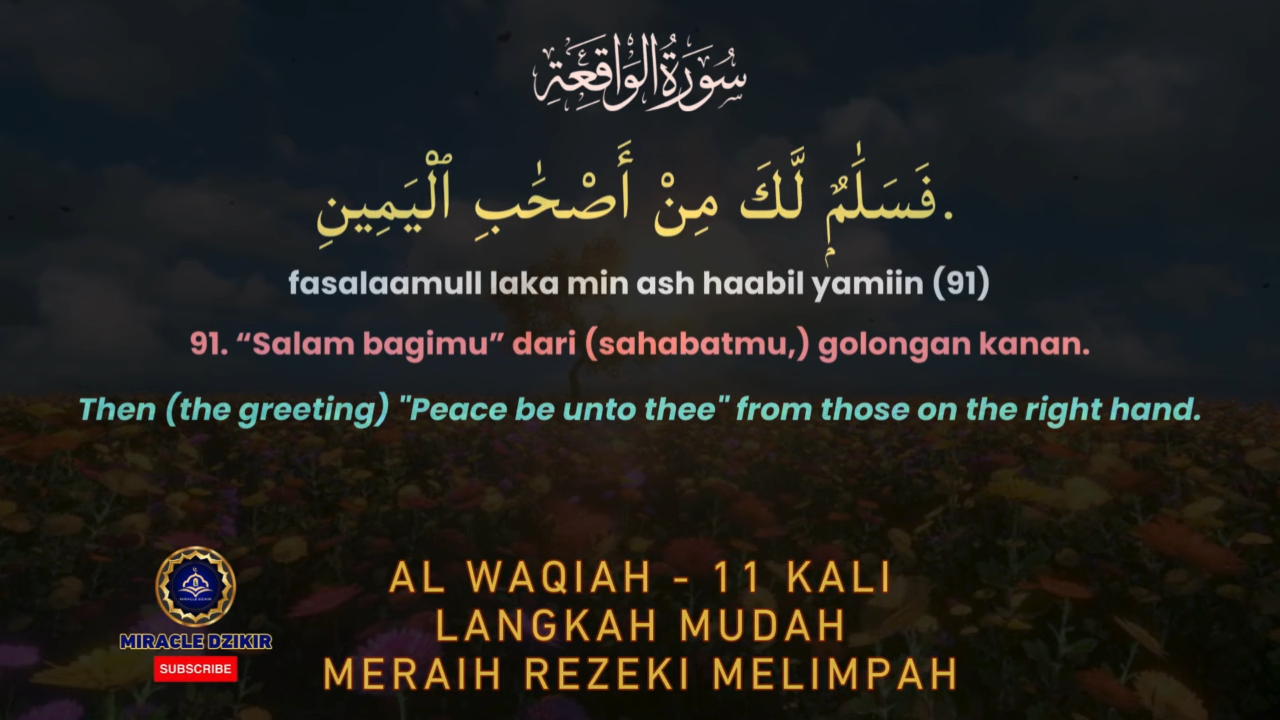 سُورَةُ الْوَاقِعَةِ
فَسَلَٰمٌۭ لَّكَ مِنْ أَصْحَٰبِ ٱلْيَمِينِ.
fasalaamull laka min ash haabil yamiin (91)
91. “Salam bagimu” dari (sahabatmu,) golongan kanan.
Then (the greeting) "Peace be unto thee" from those on the right hand.
AL WAQIAH - 11 KALI
LANGKAH MUDAH
MERAIH REZEKI MELIMPAH
MIRACLE DZIKIR
MIRACLE DZIKIR
SUBSCRIBE